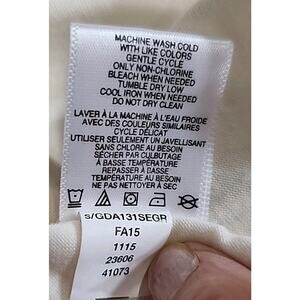 MACHINE WASH COLD
WITH LIKE COLORS
GENTLE CYCLE
ONLY NON-CHLORINE
BLEACH WHEN NEEDED
TUMBLE DRY LOW
COOL IRON WHEN NEEDED
DO NOT DRY CLEAN
LAVER À LA MACHINE À L'EAU FROIDE
AVEC DES COULEURS SIMILAIRES
CYCLE DÉLICAT
UTILISER SEULEMENT UN JAVELLISANT
SANS CHLORE AU BESOIN
SÉCHER PAR CULBUTAGE
À BASSE TEMPÉRATURE
REPASSER À BASSE
TEMPÉRATURE AU BESOIN
NE PAS NETTOYER À SEC
S/GDA131SEGR
FA15
1115
23606
41073